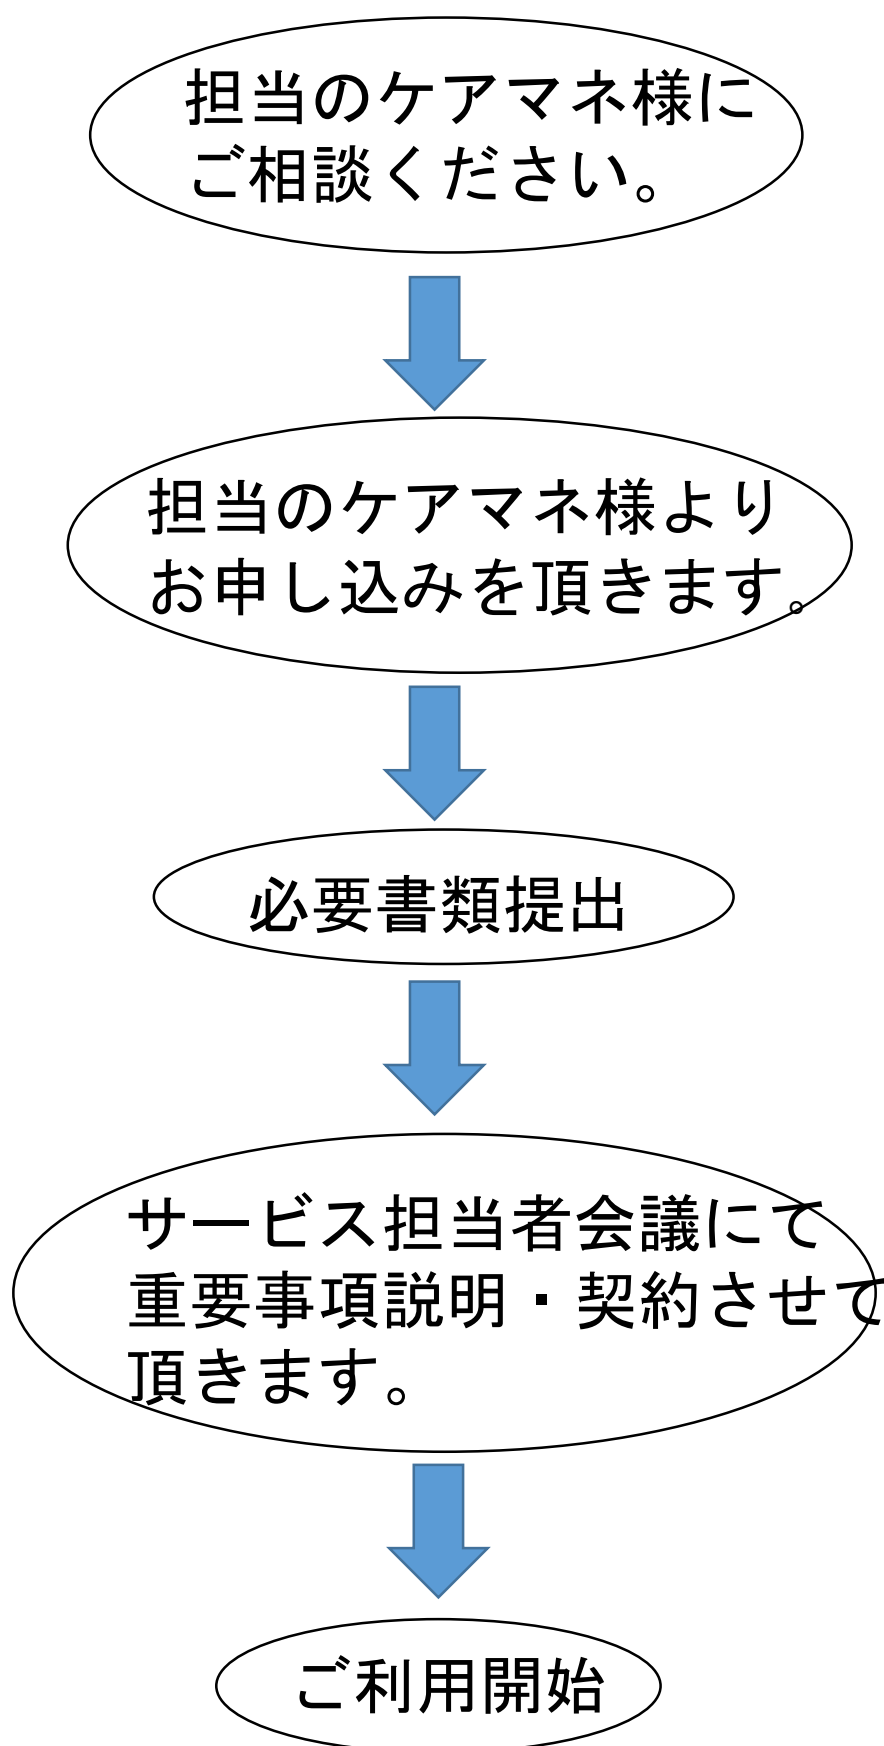 担当のケアマネ様に
ご相談ください。
担当のケアマネ様より
お申し込みを頂きます。
必要書類提出
サービス担当者会議にて
重要事項説明・契約させて
頂きます。
ご利用開始